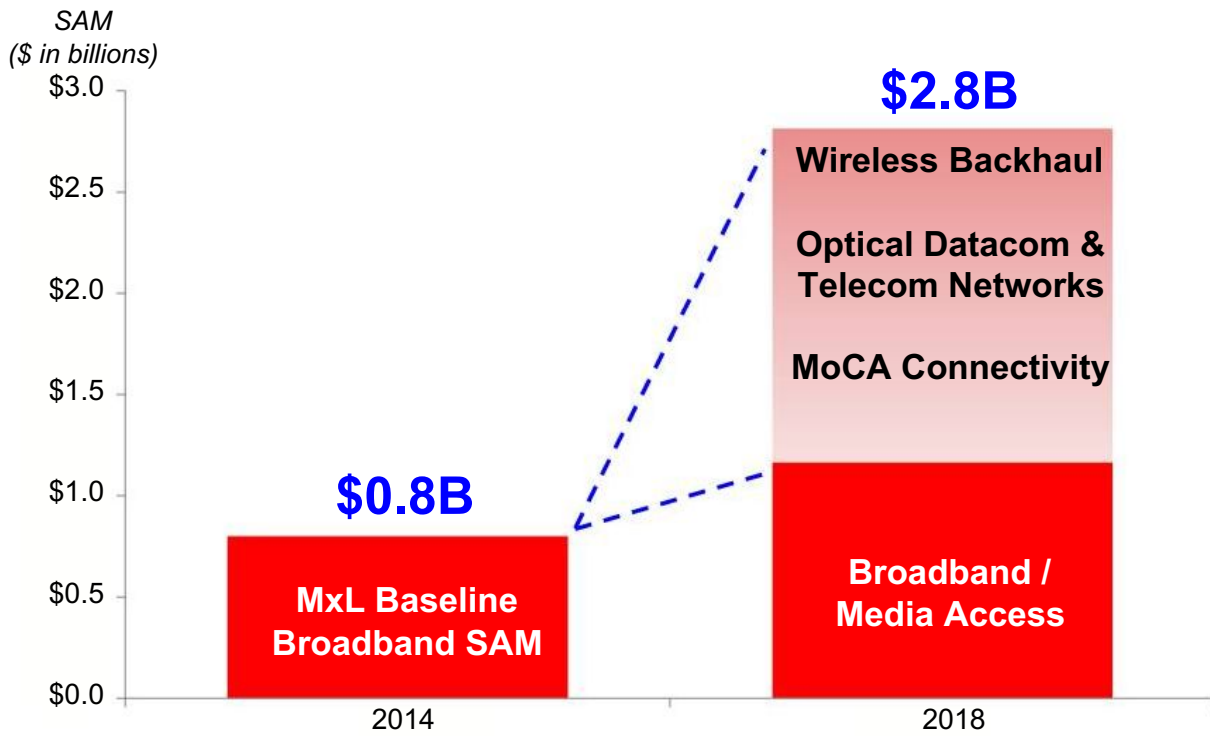 SAM
($ in billions)
$3.0
$2.5
$2.0
$1.5
$1.0
$0.5
$0.0
$0.8B
MxL Baseline
Broadband SAM
$2.8B
Wireless Backhaul
Optical Datacom &
Telecom Networks
MoCA Connectivity
Broadband /
Media Access
2014
2018